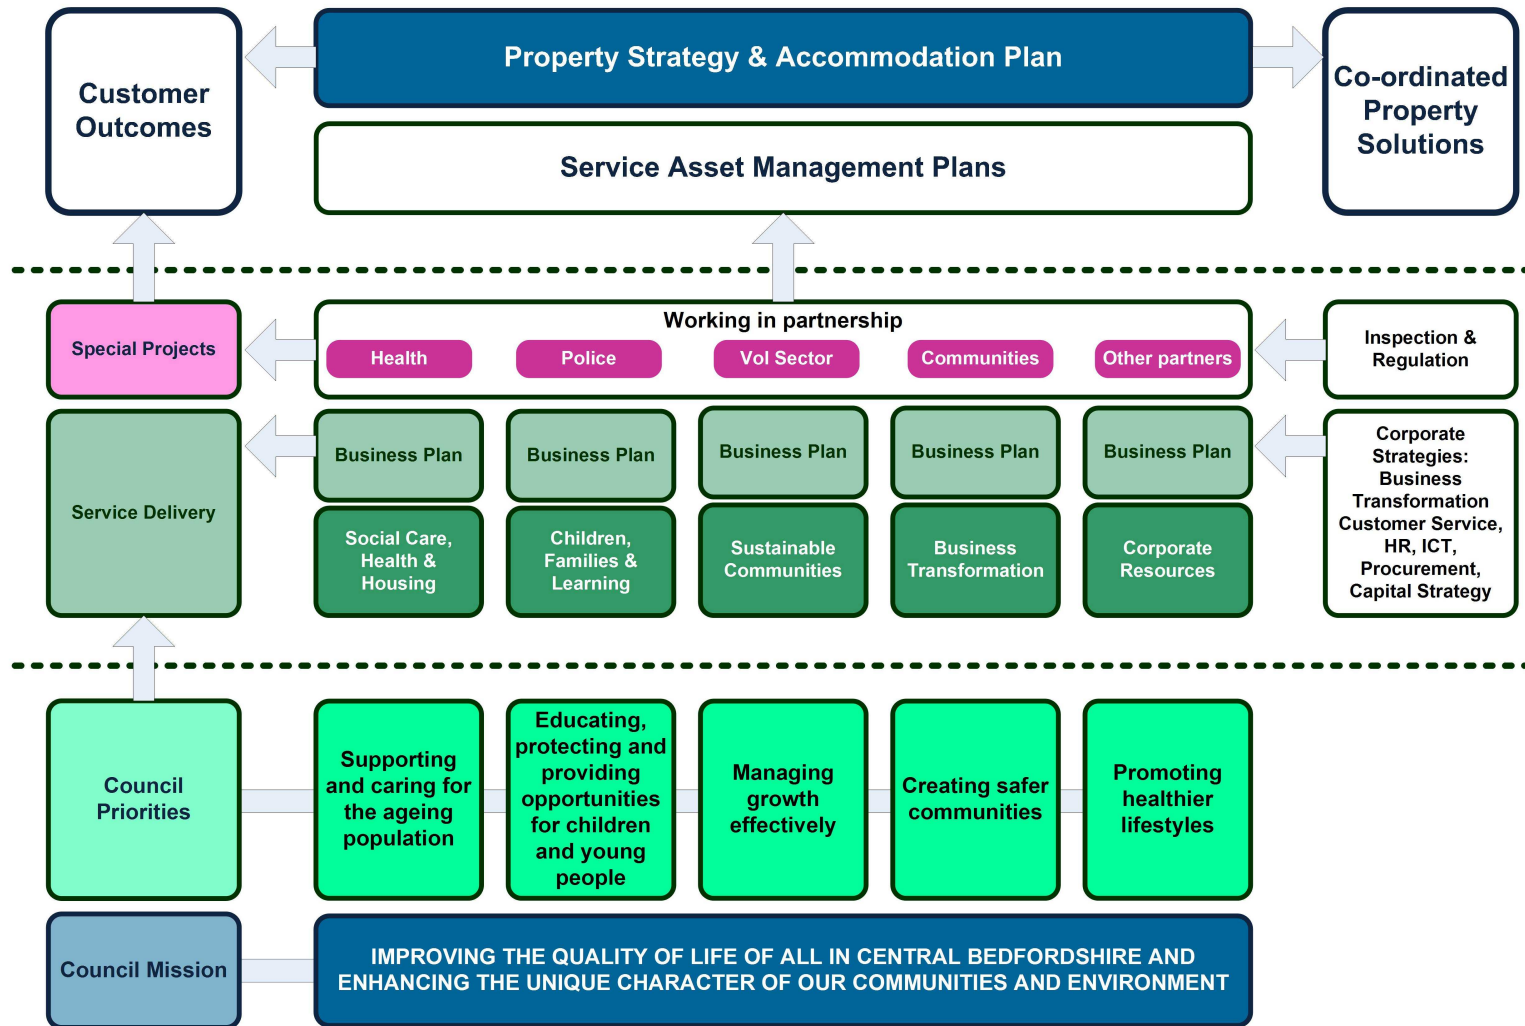 Property Strategy & Accommodation Plan
Customer
Outcomes
Co-ordinated
Property
Solutions
Service Asset Management Plans
Special Projects
Working in partnership
Health
Police
Vol Sector
Communities
Other partners
Inspection &
Regulation
Service Delivery
Business Plan
Business Plan
Business Plan
Business Plan
Business Plan
Corporate
Strategies:
Business
Transformation
Customer Service,
HR, ICT,
Procurement,
Capital Strategy
Social Care,
Health &
Housing
Children,
Families &
Learning
Sustainable
Communities
Business
Transformation
Corporate
Resources
Council
Priorities
Supporting
and caring for
the ageing
population
Educating,
protecting and
providing
opportunities
for children
and young
people
Managing
growth
effectively
Creating safer
communities
Promoting
healthier
lifestyles
Council Mission
IMPROVING THE QUALITY OF LIFE OF ALL IN CENTRAL BEDFORDSHIRE AND
ENHANCING THE UNIQUE CHARACTER OF OUR COMMUNITIES AND ENVIRONMENT